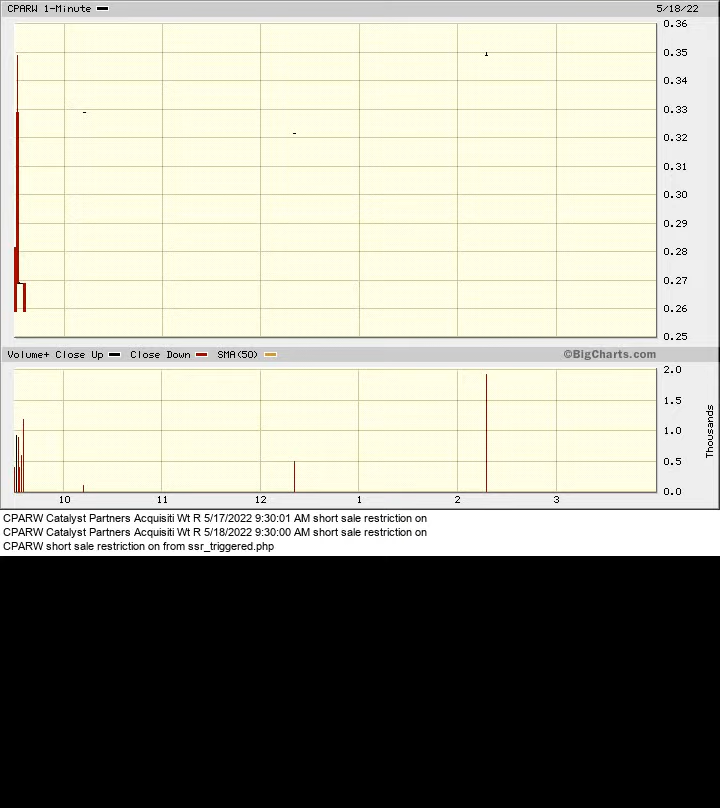 CPARW 1-Minute 5/18/22
0.36
0.35
0.34
0.33
0.32
0.31
0.30
0.29
0.28
0.27
0.26
0.25
Volume+ Close Up Close Down SMA(50) ©BigCharts.com
2.0
1.5
1.0
0.5
0.0
Thousands
10 11 12 1 2 3
CPARW Catalyst Partners Acquisiti Wt R 5/17/2022 9:30:01 AM short sale restriction on
CPARW Catalyst Partners Acquisiti Wt R 5/18/2022 9:30:00 AM short sale restriction on
CPARW short sale restriction on from ssr_triggered.php